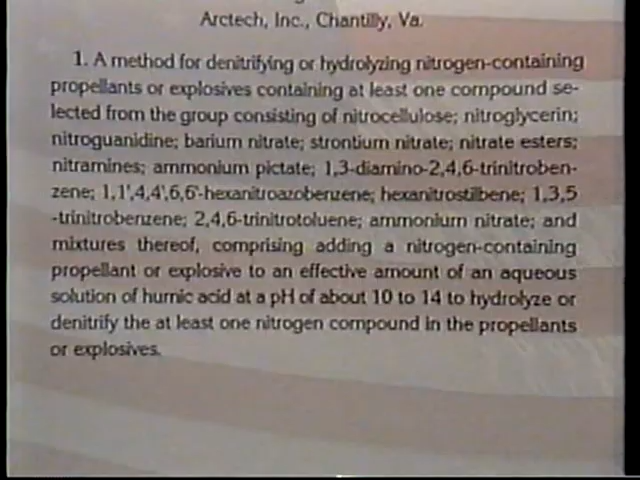 Arctech, Inc., Chantilly, Va.
1. A method for denitrifying or hydrolyzing nitrogen-containing
propellants or explosives containing at least one compound se-
lected from the group consisting of nitrocellulose; nitroglycerin;
nitroguanidine; barium nitrate; strontium nitrate; nitrate esters;
nitramines; ammonium pictate; 1,3-diamino-2,4,6-trinitroben-
zene; 1,1',4,4',6,6'-hexanitroazobenzene; hexanitrostilbene; 1,3,5
-trinitrobenzene; 2,4,6-trinitrotoluene; ammonium nitrate; and
mixtures thereof, comprising adding a nitrogen-containing
propellant or explosive to an effective amount of an aqueous
solution of humic acid at a pH of about 10 to 14 to hydrolyze or
denitrify the at least one nitrogen compound in the propellants
or explosives.